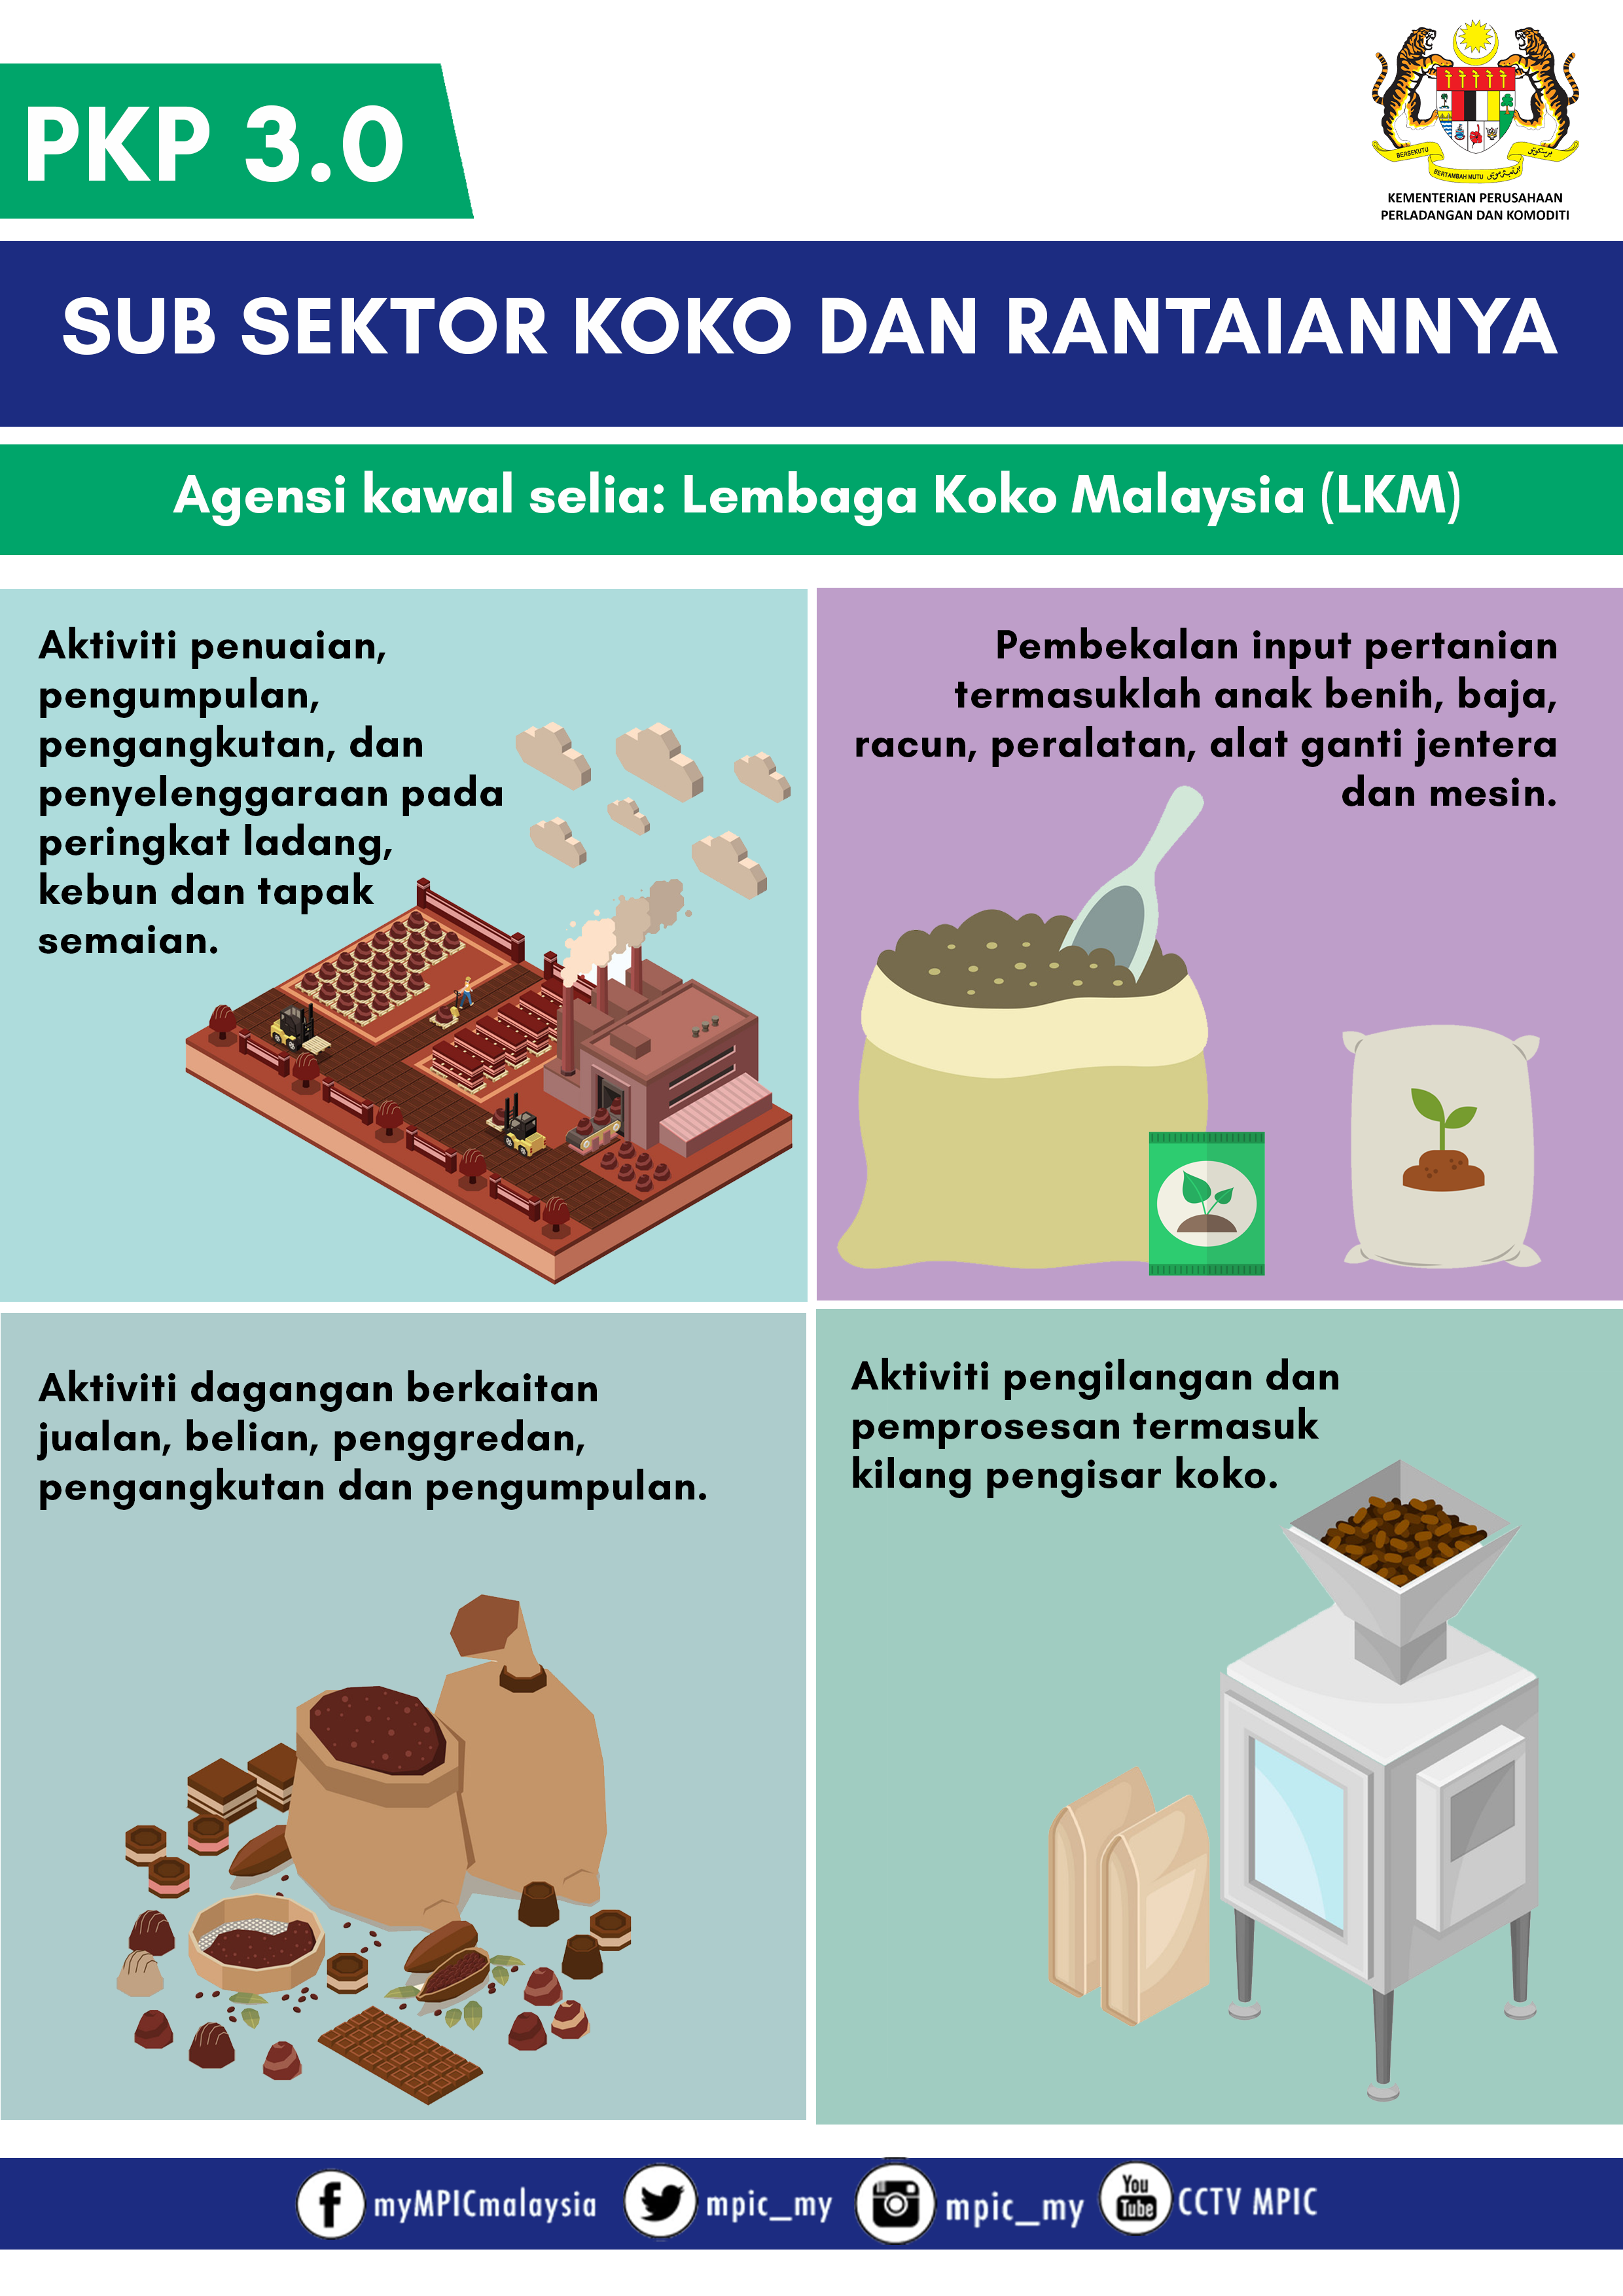 PKP 3.0
BERSEKUTU
BERTAMBAH MUTU
KEMENTERIAN PERUSAHAAN
PERLADANGAN DAN KOMODITI
SUB SEKTOR KOKO DAN RANTAIANNYA
Agensi kawal selia: Lembaga Koko Malaysia (LKM)
Aktiviti penuaian,
pengumpulan,
pengangkutan, dan
penyelenggaraan pada
peringkat ladang,
kebun dan tapak
semaian.
Pembekalan input pertanian
termasuklah anak benih, baja,
racun, peralatan, alat ganti jentera
dan mesin.
Aktiviti dagangan berkaitan
jualan, belian, penggredan,
pengangkutan dan pengumpulan.
Aktiviti pengilangan dan
pemprosesan termasuk
kilang pengisar koko.
myMPICmalaysia
mpic_my
mpic_my
You
Tube
CCTV MPIC